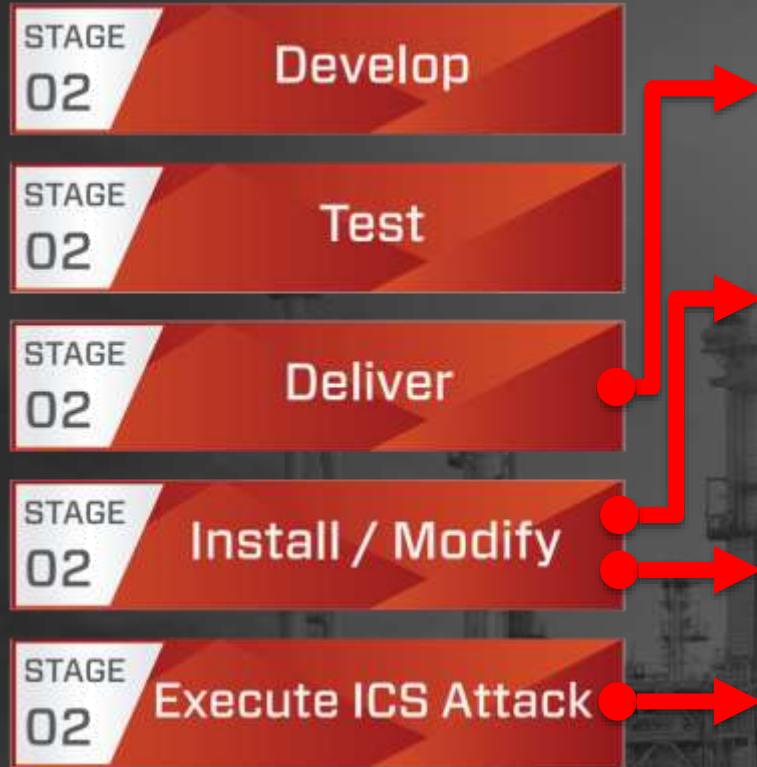 STAGE
02
Develop
STAGE
02
Test
STAGE
02
Deliver
STAGE
02
Install / Modify
STAGE
02
Execute ICS Attack